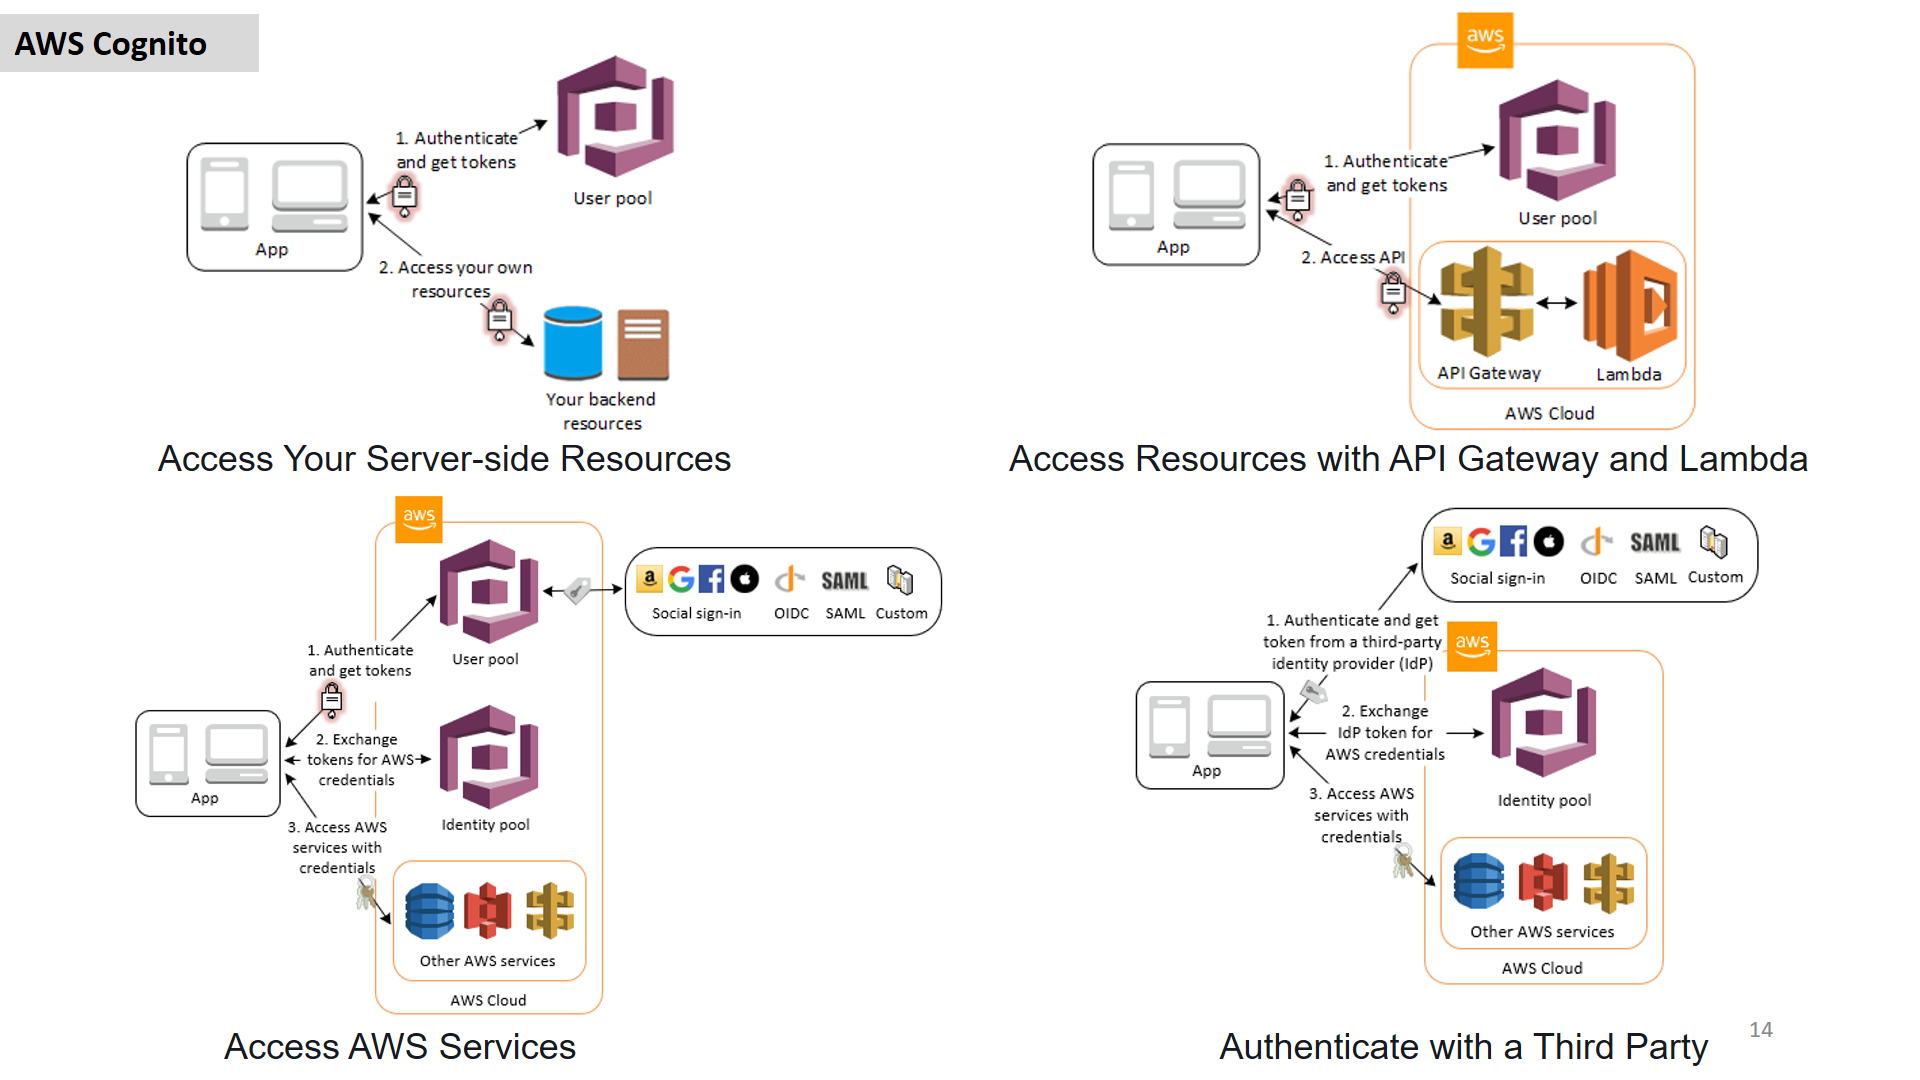 AWS Cognito
1. Authenticate
and get tokens
User pool
App
2. Access your own
resources
Your backend
resources
Access Your Server-side Resources
aws
1. Authenticate
and get tokens
User pool
App
2. Access API
API Gateway
Lambda
AWS Cloud
Access Resources with API Gateway and Lambda
aws
a
SAML
Social sign-in
OIDC
SAML
Custom
User pool
1. Authenticate
and get tokens
2. Exchange
tokens for AWS
credentials
App
Identity pool
3. Access AWS
services with
credentials
Other AWS services
AWS Cloud
Access AWS Services
a
SAML
Social sign-in
OIDC
SAML
Custom
1. Authenticate and get
token from a third-party
identity provider (IdP)
aws
2. Exchange
IdP token for
AWS credentials
App
Identity pool
3. Access AWS
services with
credentials
Other AWS services
AWS Cloud
Authenticate with a Third Party
14